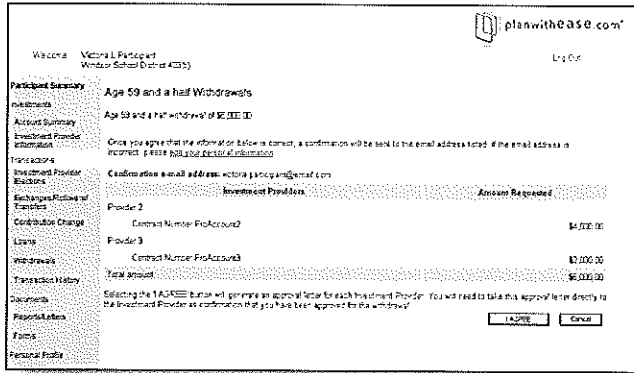 planwithease.com
Welcome Victoria L Participant
Windsor School District
Log Out
Participant Summary
Investments
Account Summary
Investment Provider
Information
Transactions
Investment Provider
Elections
Exchanges/Rollovers/
Transfers
Contribution Change
Loans
Withdrawals
Transaction History
Documents
Reports/Letters
Forms
Personal Profile
Age 59 and a half Withdrawals
Age 59 and a half withdrawal of $6,000.00
Once you agree that the information below is correct, a confirmation will be sent to the email address listed. If the email address is
incorrect, please edit your personal information.
Confirmation e-mail address:
Investment Providers Amount Requested
Provider 2
Contract Number ProAccount2 $4,000.00
Provider 3
Contract Number ProAccount3 $2,000.00
Total amount $6,000.00
Selecting the 'I AGREE' button will generate an approval letter for each Investment Provider. You will need to take this approval letter directly to
the Investment Provider as confirmation that you have been approved for the withdrawal.
I AGREE Cancel